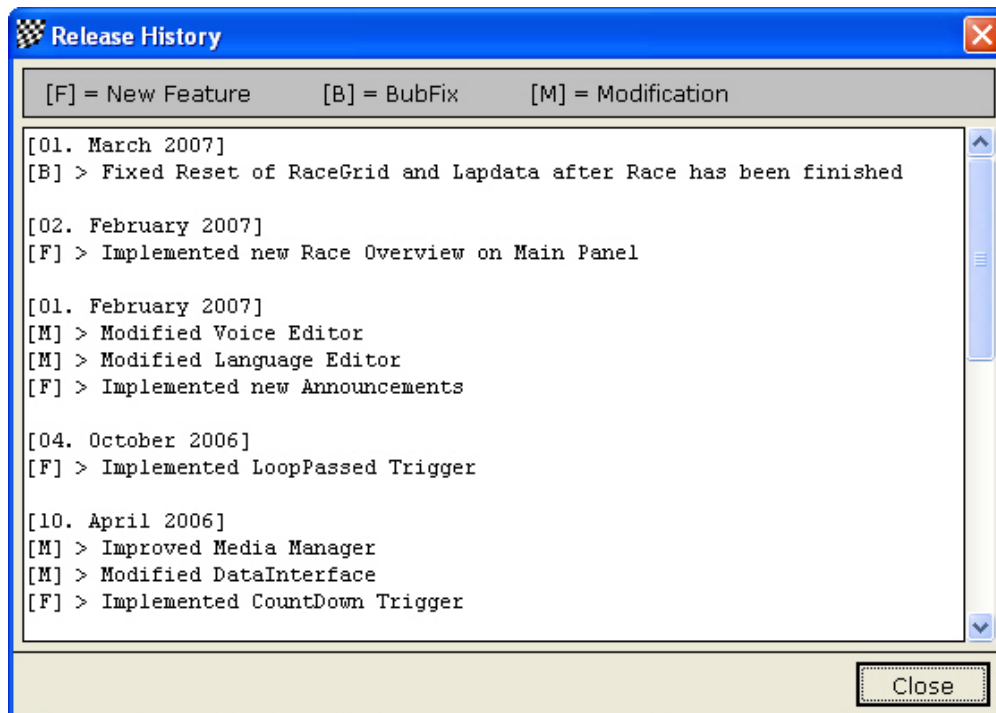 Release History
[F] = New Feature [B] = BubFix [M] = Modification
[01. March 2007]
[B] > Fixed Reset of RaceGrid and Lapdata after Race has been finished
[02. February 2007]
[F] > Implemented new Race Overview on Main Panel
[01. February 2007]
[M] > Modified Voice Editor
[M] > Modified Language Editor
[F] > Implemented new Announcements
[04. October 2006]
[F] > Implemented LoopPassed Trigger
[10. April 2006]
[M] > Improved Media Manager
[M] > Modified DataInterface
[F] > Implemented CountDown Trigger
Close